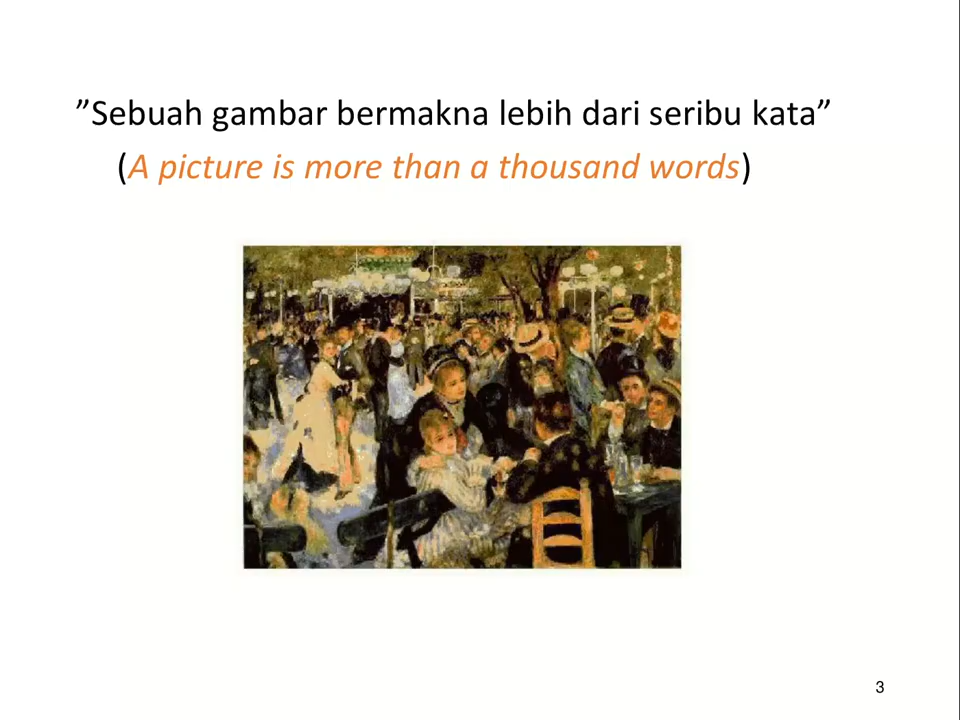 ”Sebuah gambar bermakna lebih dari seribu kata”
(A picture is more than a thousand words)
3